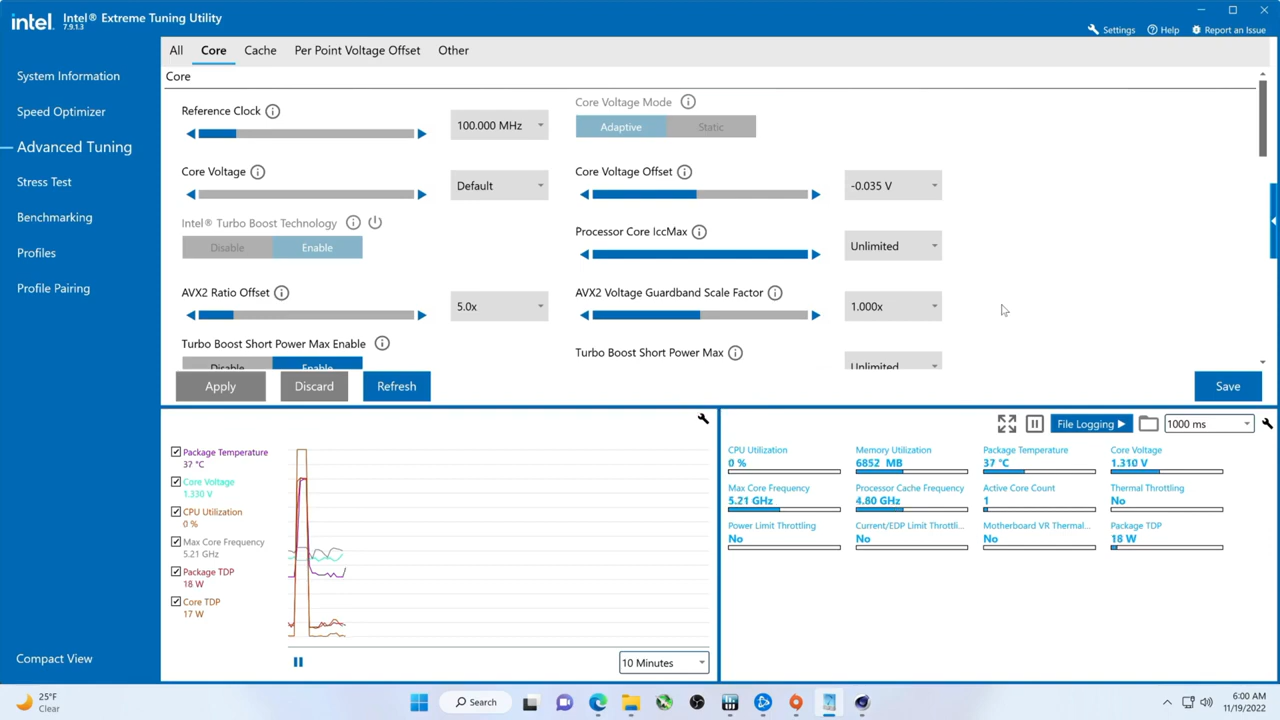 intel.
Intel® Extreme Tuning Utility
7.9.1.3
Settings
Help
Report an Issue
System Information
Speed Optimizer
Advanced Tuning
Stress Test
Benchmarking
Profiles
Profile Pairing
Compact View
All
Core
Cache
Per Point Voltage Offset
Other
Core
Reference Clock
100.000 MHz
Core Voltage Mode
Adaptive
Static
Core Voltage
Default
Core Voltage Offset
-0.035 V
Intel® Turbo Boost Technology
Disable
Enable
Processor Core IccMax
Unlimited
AVX2 Ratio Offset
5.0x
AVX2 Voltage Guardband Scale Factor
1.000x
Turbo Boost Short Power Max Enable
Disable
Enable
Turbo Boost Short Power Max
Unlimited
Apply
Discard
Refresh
Save
Package Temperature
37 °C
Core Voltage
1.330 V
CPU Utilization
0 %
Max Core Frequency
5.21 GHz
Package TDP
18 W
Core TDP
17 W
10 Minutes
File Logging
1000 ms
CPU Utilization
0 %
Memory Utilization
6852 MB
Package Temperature
37 °C
Core Voltage
1.310 V
Max Core Frequency
5.21 GHz
Processor Cache Frequency
4.80 GHz
Active Core Count
1
Thermal Throttling
No
Power Limit Throttling
No
Current/EDP Limit Throttli...
No
Motherboard VR Thermal...
No
Package TDP
18 W
25°F
Clear
Search
6:00 AM
11/19/2022